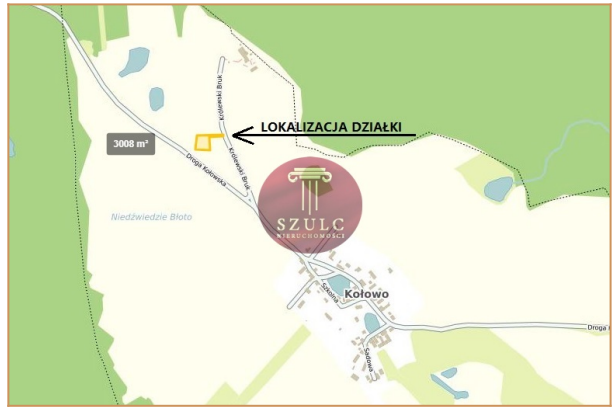 Królewski Bruk
LOKALIZACJA DZIAŁKI
3008 m²
Droga Kołowska
Królewski Bruk
Niedźwiedzie Błoto
SZULC
NIERUCHOMOŚCI
Szkolna
Kołowo
Droga
Sadowa